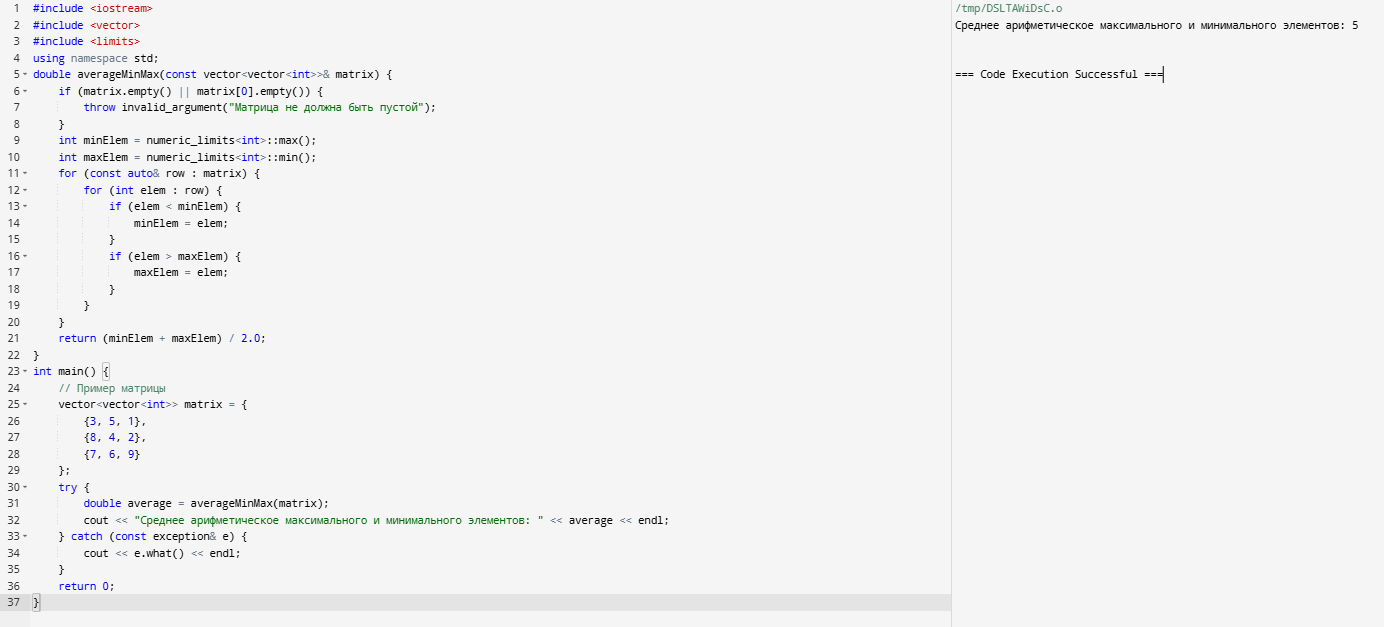 1 #include <iostream>
2 #include <vector>
3 #include <limits>
4 using namespace std;
5 double averageMinMax(const vector<vector<int>>& matrix) {
6     if (matrix.empty() || matrix[0].empty()) {
7         throw invalid_argument("Матрица не должна быть пустой");
8     }
9     int minElem = numeric_limits<int>::max();
10     int maxElem = numeric_limits<int>::min();
11     for (const auto& row : matrix) {
12         for (int elem : row) {
13             if (elem < minElem) {
14                 minElem = elem;
15             }
16             if (elem > maxElem) {
17                 maxElem = elem;
18             }
19         }
20     }
21     return (minElem + maxElem) / 2.0;
22 }
23 int main() {
24     // Пример матрицы
25     vector<vector<int>> matrix = {
26         {3, 5, 1},
27         {8, 4, 2},
28         {7, 6, 9}
29     };
30     try {
31         double average = averageMinMax(matrix);
32         cout << "Среднее арифметическое максимального и минимального элементов: " << average << endl;
33     } catch (const exception& e) {
34         cout << e.what() << endl;
35     }
36     return 0;
37 }
/tmp/DSLTAWiDsC.o
Среднее арифметическое максимального и минимального элементов: 5
=== Code Execution Successful ===